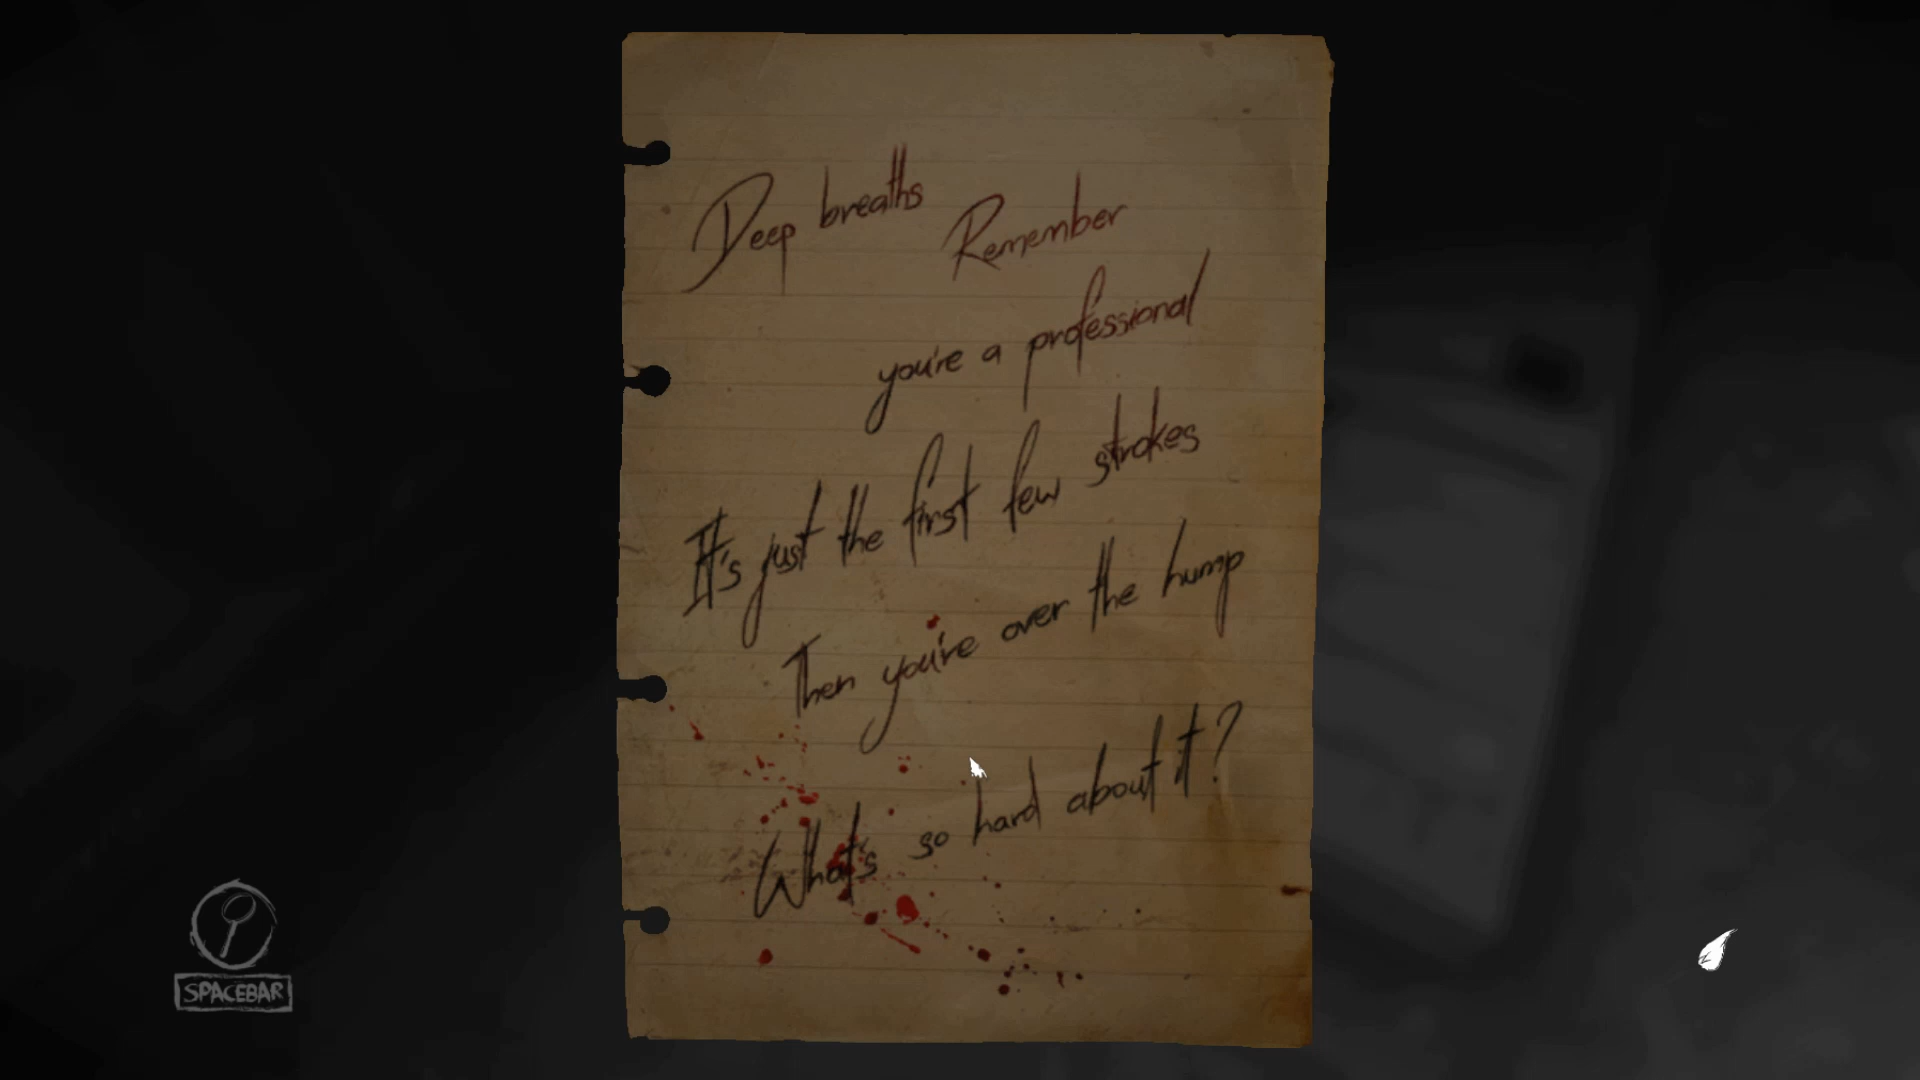 Deep breaths Remember
you're a professional
It's just the first few strokes
Then you're over the hump
What's so hard about it?
SPACEBAR